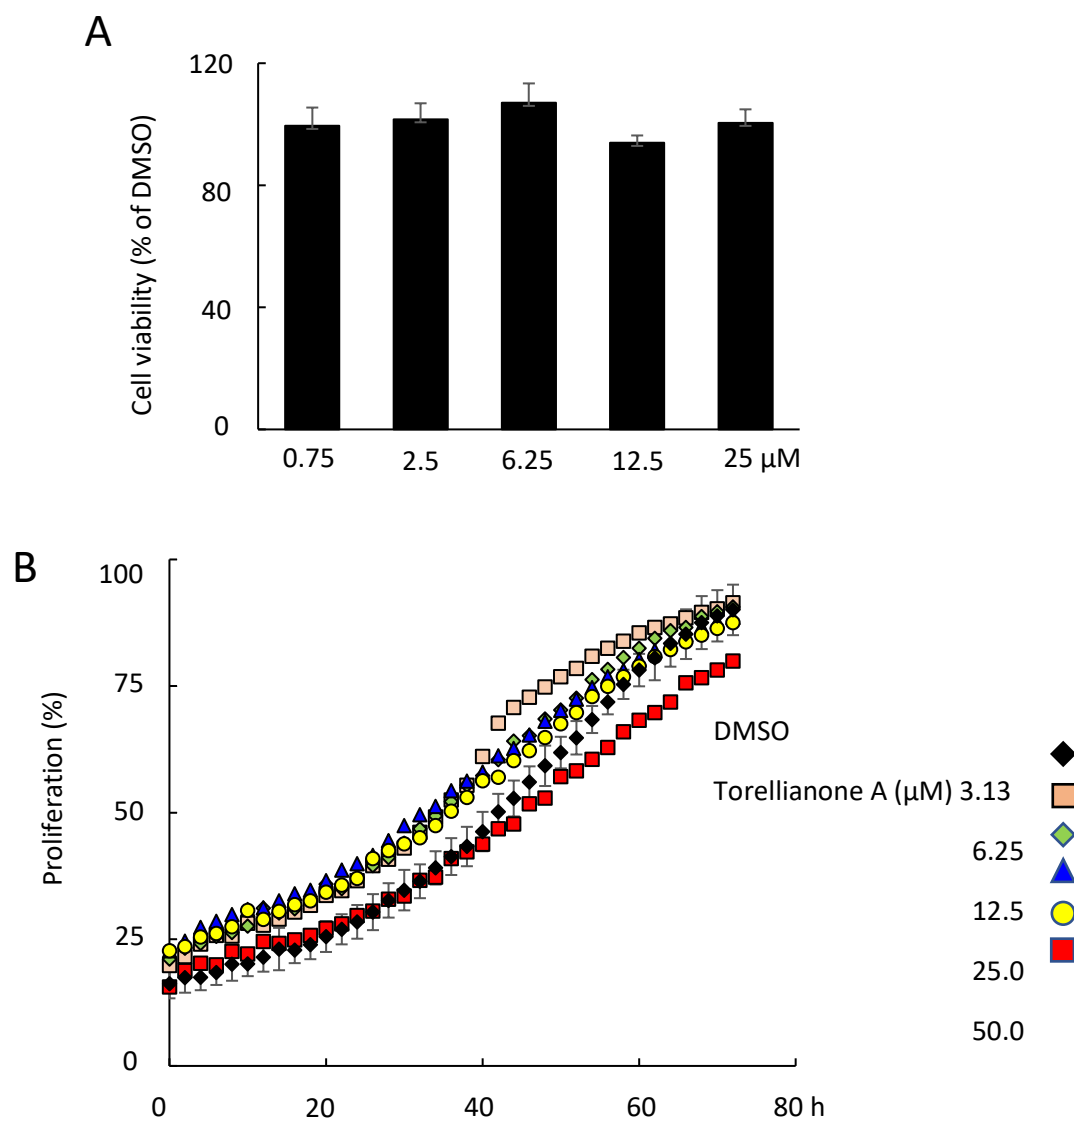 A
120
80
40
0
Cell viability (% of DMSO)
0.75 2.5 6.25 12.5 25 µM
B
100
75
50
25
0
Proliferation (%)
0 20 40 60 80 h
DMSO
Torellianone A (µM) 3.13
6.25
12.5
25.0
50.0